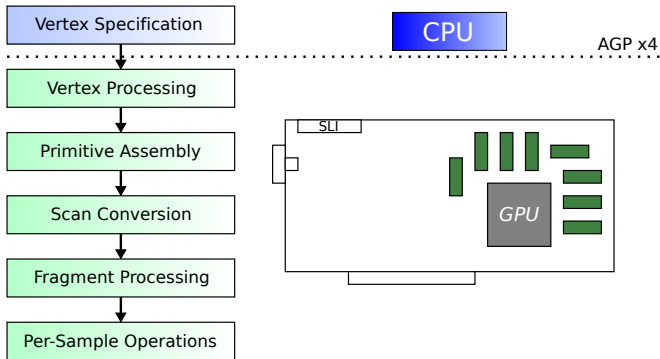 Vertex Specification
CPU
AGP x4
Vertex Processing
Primitive Assembly
Scan Conversion
Fragment Processing
Per-Sample Operations
SLI
GPU